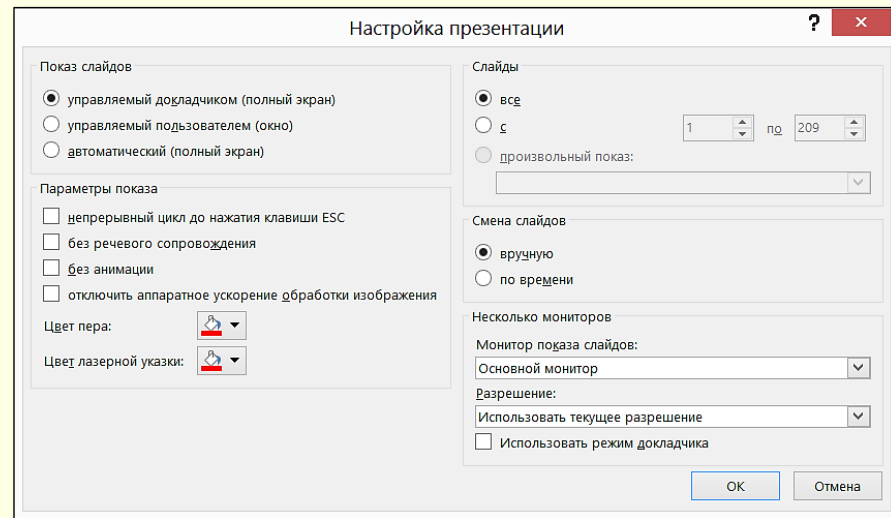 Настройка презентации
?
Показ слайдов
управляемый докладчиком (полный экран)
управляемый пользователем (окно)
автоматический (полный экран)
Параметры показа
непрерывный цикл до нажатия клавиши ESC
без речевого сопровождения
без анимации
отключить аппаратное ускорение обработки изображения
Цвет пера:
Цвет лазерной указки:
Слайды
все
с 1 по 209
произвольный показ:
Смена слайдов
вручную
по времени
Несколько мониторов
Монитор показа слайдов:
Основной монитор
Разрешение:
Использовать текущее разрешение
Использовать режим докладчика
ОК Отмена